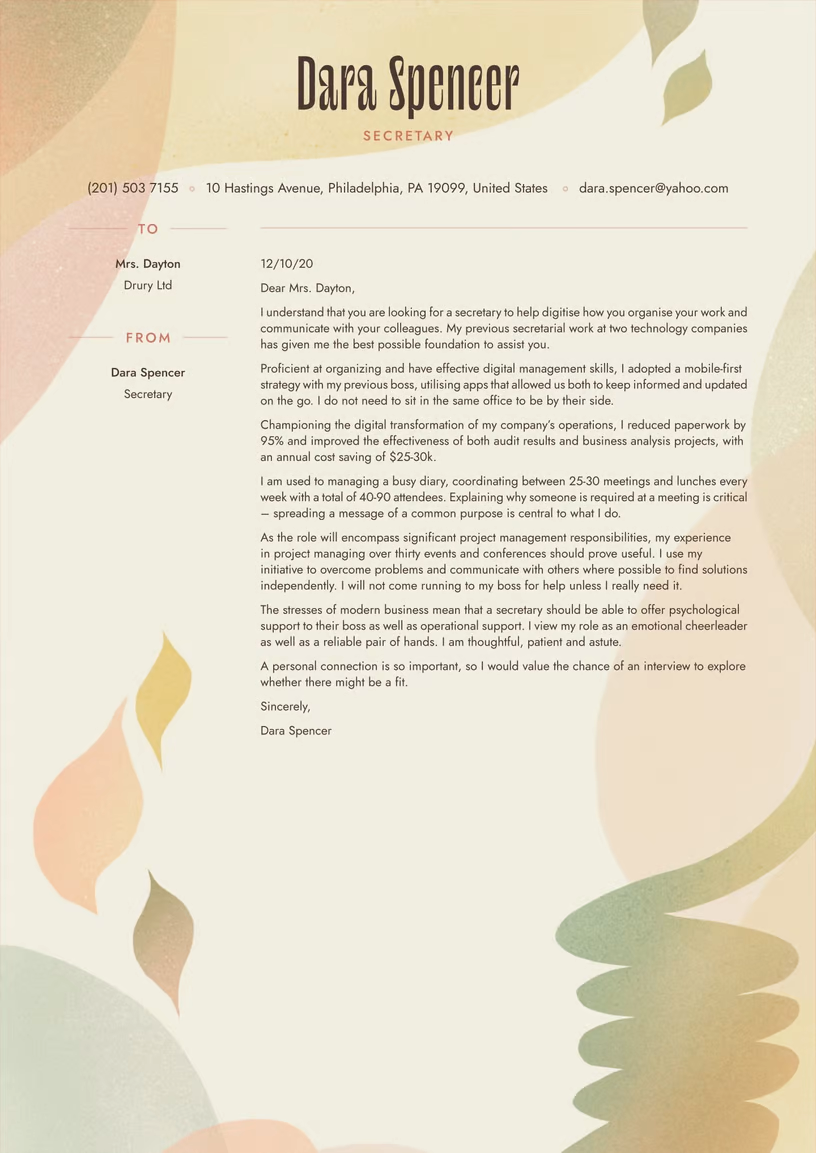 Dara Spencer
SECRETARY
(201) 503 7155 ○ 10 Hastings Avenue, Philadelphia, PA 19099, United States ○ dara.spencer@yahoo.com
TO
Mrs. Dayton
Drury Ltd
FROM
Dara Spencer
Secretary
12/10/20
Dear Mrs. Dayton,
I understand that you are looking for a secretary to help digitise how you organise your work and
communicate with your colleagues. My previous secretarial work at two technology companies
has given me the best possible foundation to assist you.
Proficient at organizing and have effective digital management skills, I adopted a mobile-first
strategy with my previous boss, utilising apps that allowed us both to keep informed and updated
on the go. I do not need to sit in the same office to be by their side.
Championing the digital transformation of my company's operations, I reduced paperwork by
95% and improved the effectiveness of both audit results and business analysis projects, with
an annual cost saving of $25-30k.
I am used to managing a busy diary, coordinating between 25-30 meetings and lunches every
week with a total of 40-90 attendees. Explaining why someone is required at a meeting is critical
– spreading a message of a common purpose is central to what I do.
As the role will encompass significant project management responsibilities, my experience
in project managing over thirty events and conferences should prove useful. I use my
initiative to overcome problems and communicate with others where possible to find solutions
independently. I will not come running to my boss for help unless I really need it.
The stresses of modern business mean that a secretary should be able to offer psychological
support to their boss as well as operational support. I view my role as an emotional cheerleader
as well as a reliable pair of hands. I am thoughtful, patient and astute.
A personal connection is so important, so I would value the chance of an interview to explore
whether there might be a fit.
Sincerely,
Dara Spencer